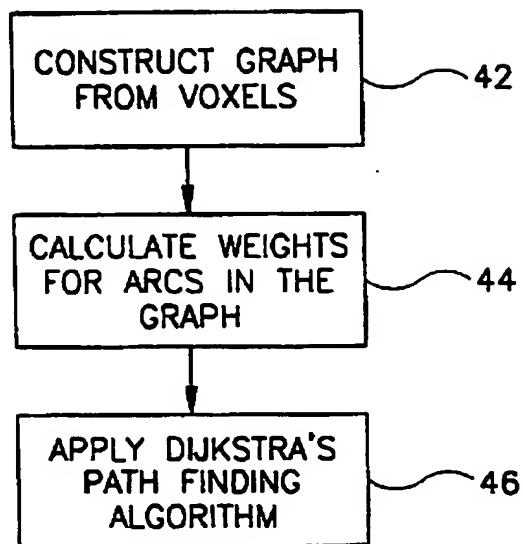 CONSTRUCT GRAPH
FROM VOXELS
42
CALCULATE WEIGHTS
FOR ARCS IN THE
GRAPH
44
APPLY DIJKSTRA'S
PATH FINDING
ALGORITHM
46